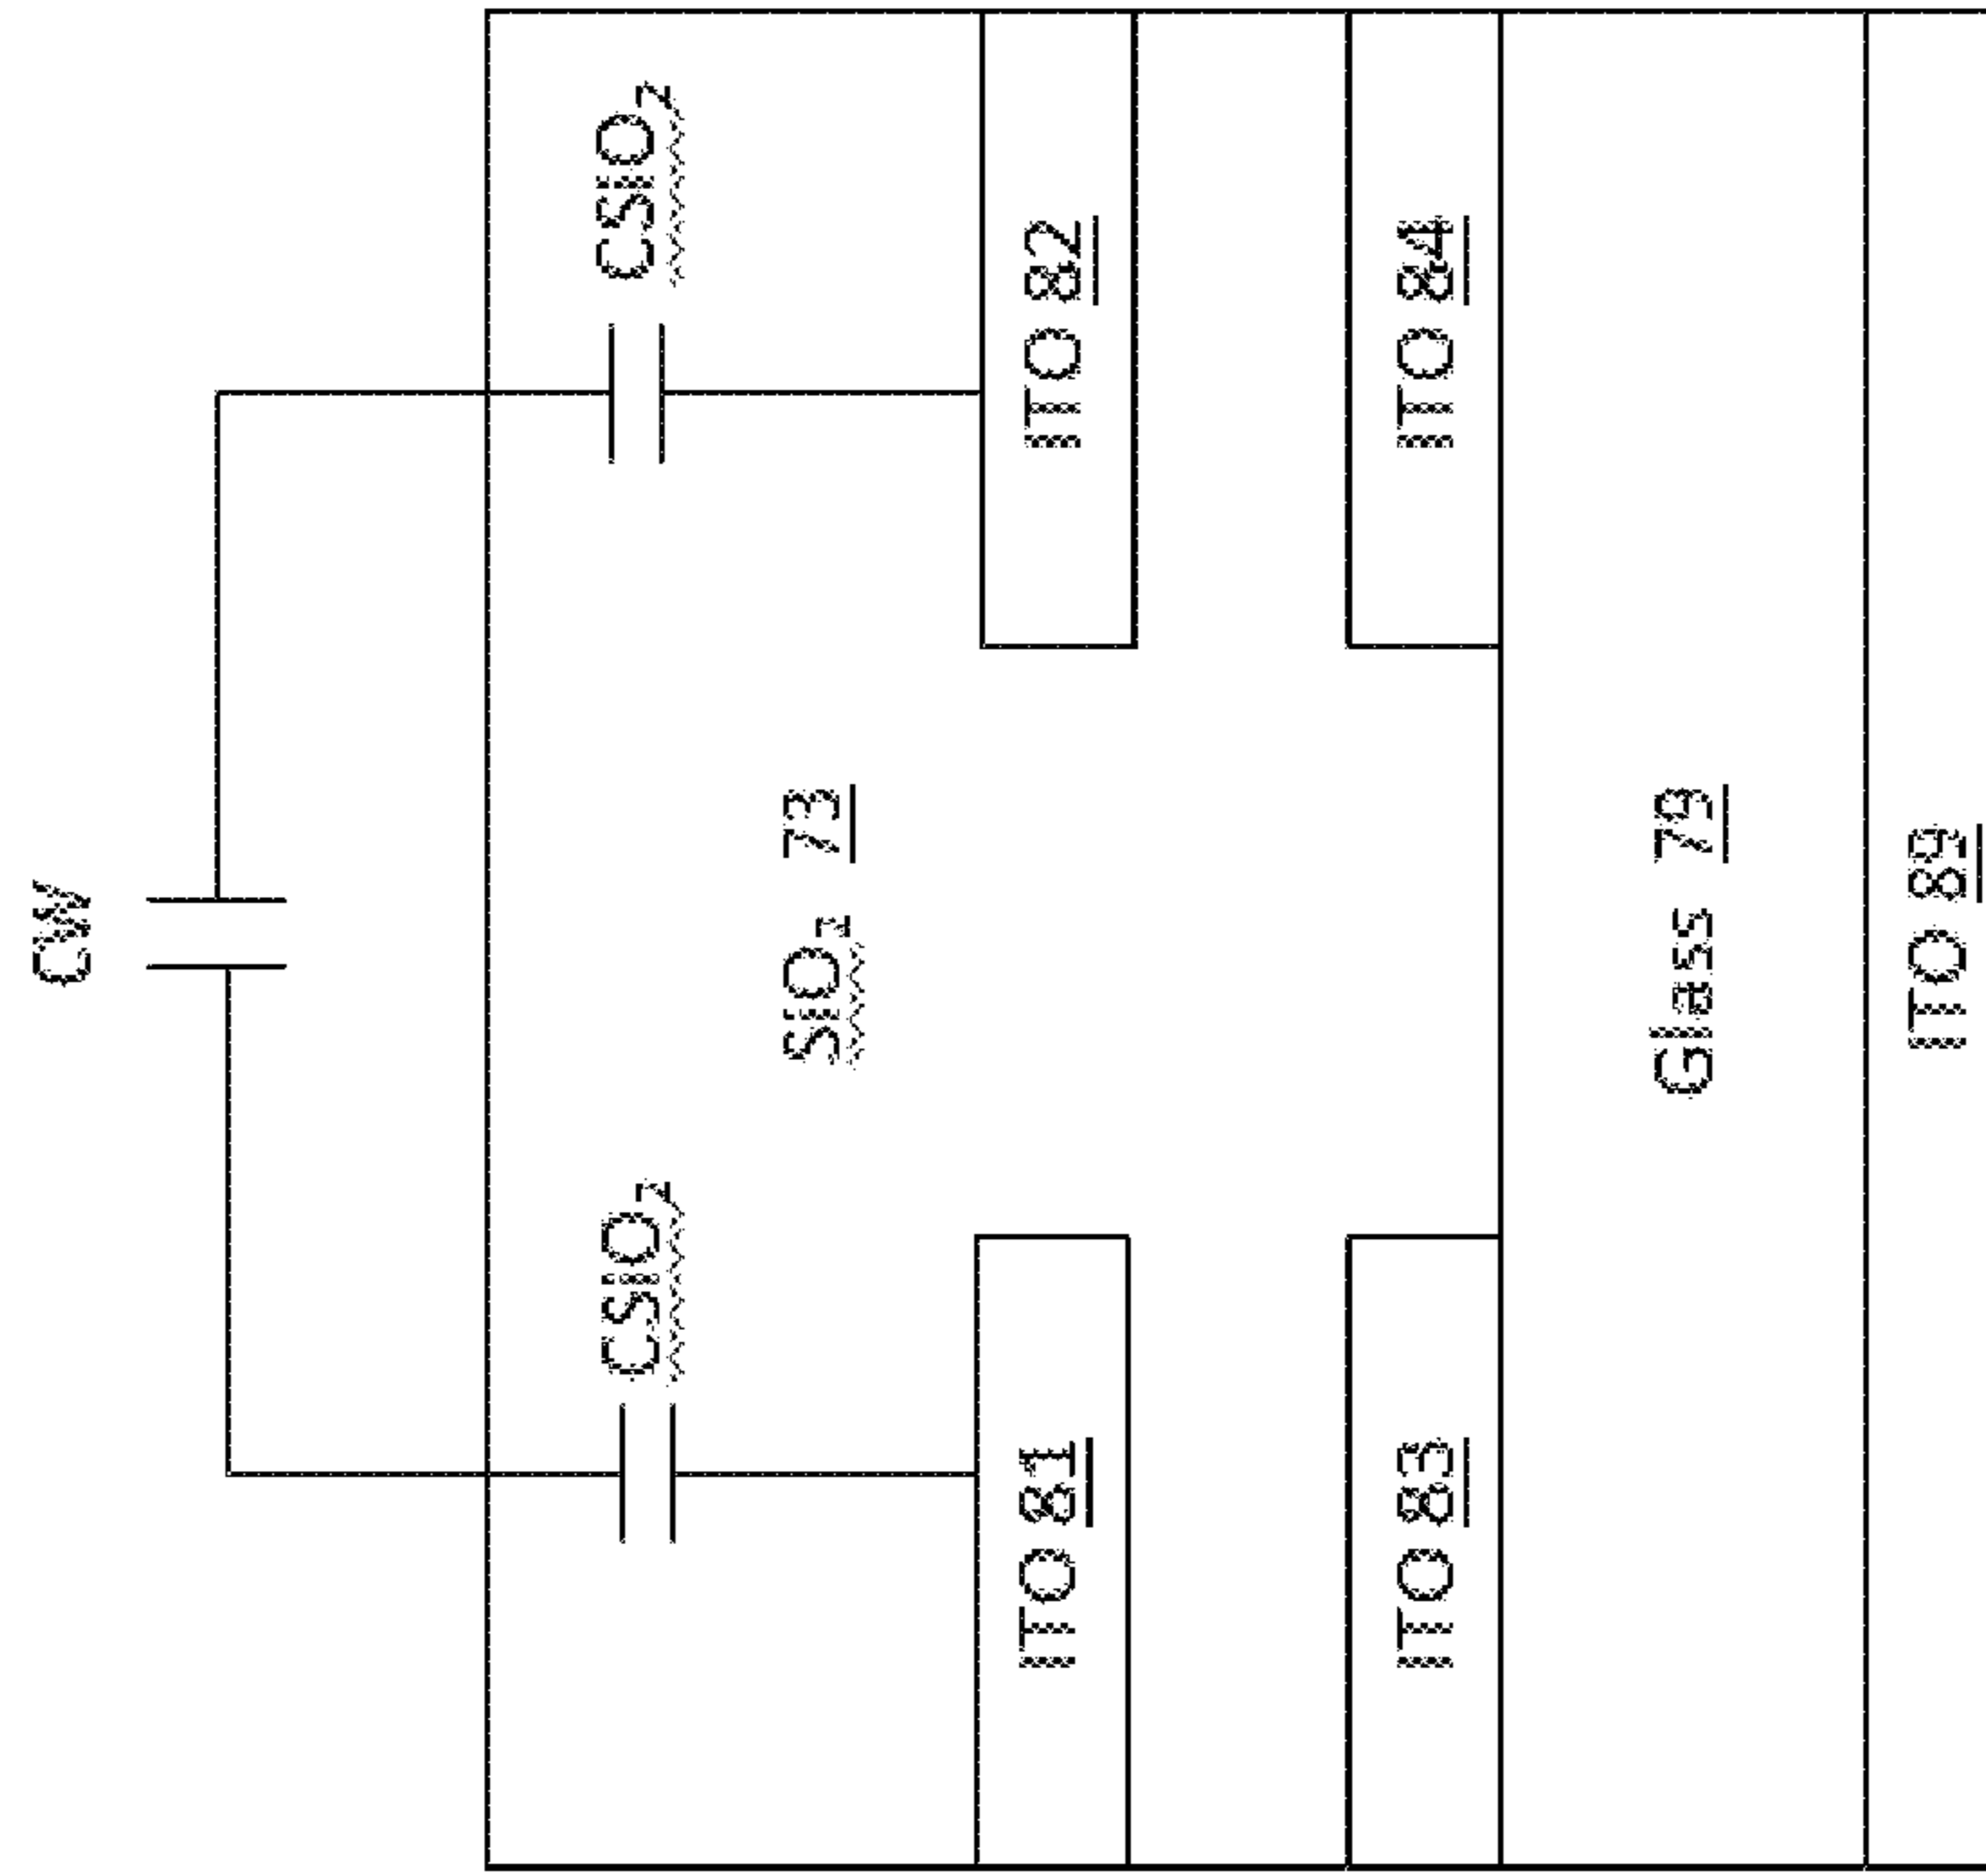 CW
CSiO₂
CSiO₂
SiO₂ 73
ITO 81
ITO 82
ITO 83
ITO 84
Glass 79
ITO 89